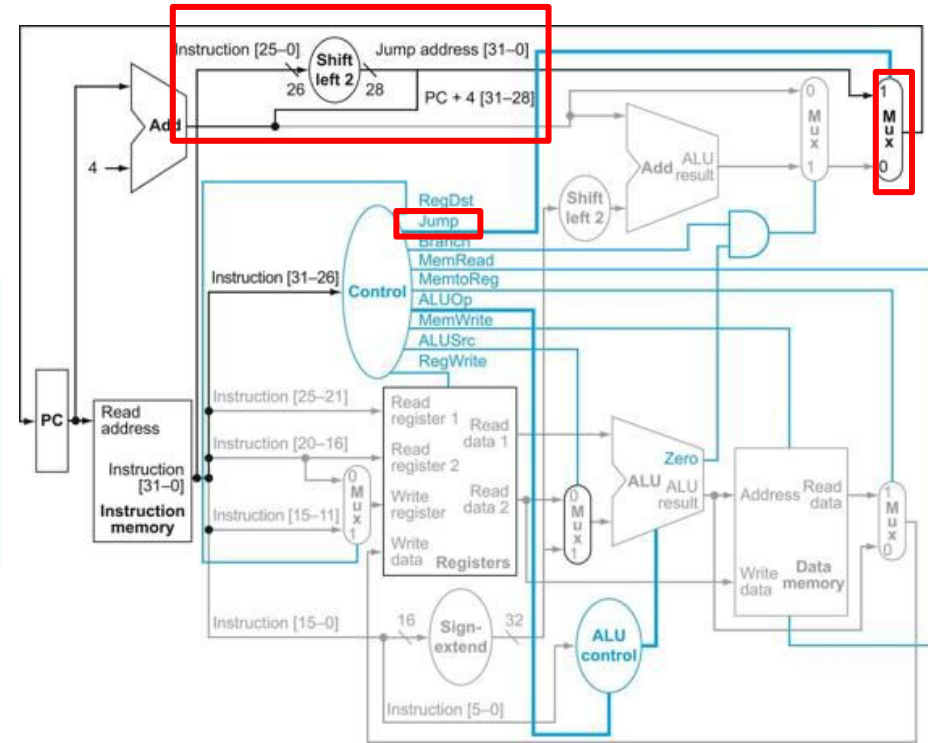 Instruction [25–0]
Shift
left 2
Jump address [31–0]
26
28
PC + 4 [31–28]
Add
4
0
M
u
x
1
1
M
u
x
0
Add
ALU
result
Shift
left 2
RegDst
Jump
Branch
MemRead
MemtoReg
ALUOp
MemWrite
ALUSrc
RegWrite
Instruction [31–26]
Control
PC
Read
address
Instruction
[31–0]
Instruction
memory
Instruction [25–21]
Instruction [20–16]
Instruction [15–11]
0
M
u
x
1
Read
register 1
Read
register 2
Write
register
Write
data
Read
data 1
Read
data 2
Registers
0
M
u
x
1
Zero
ALU
ALU
result
Address
Read
data
Write
data
Data
memory
1
M
u
x
0
Instruction [15–0]
16
Sign-
extend
32
ALU
control
Instruction [5–0]